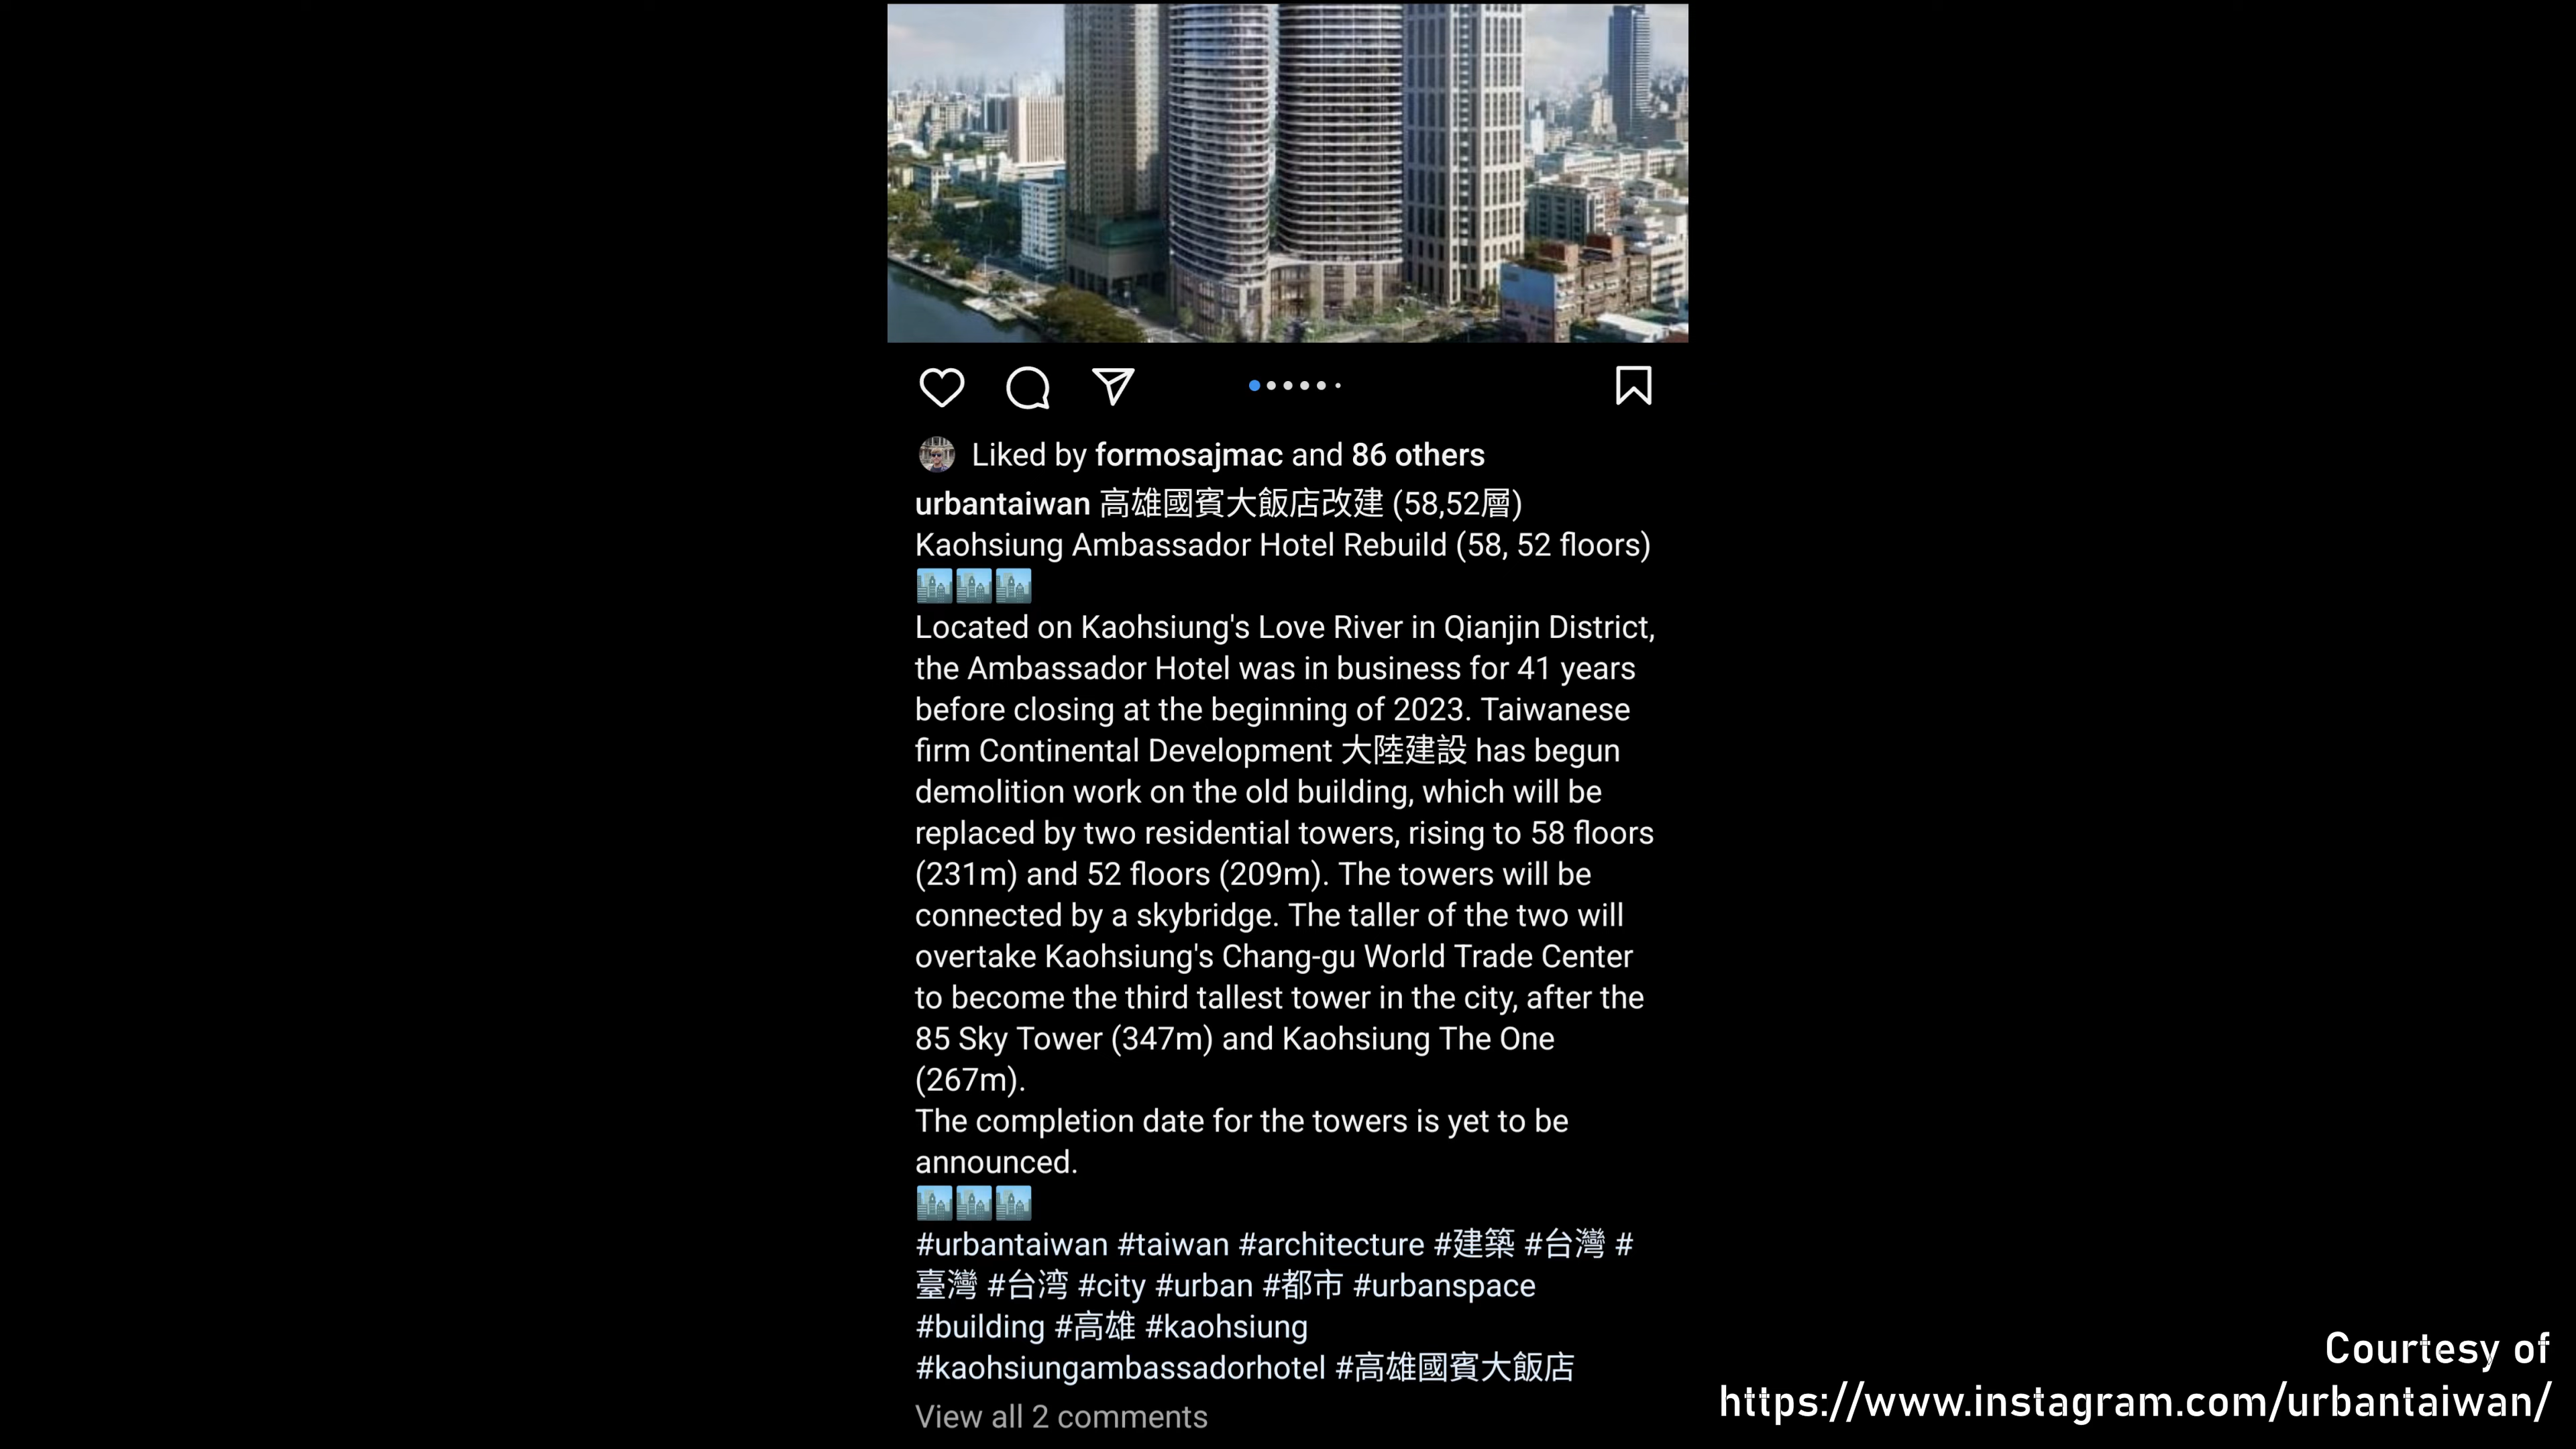 Liked by formosajmac and 86 others
urbantaiwan 高雄國賓大飯店改建 (58,52層)
Kaohsiung Ambassador Hotel Rebuild (58, 52 floors)
🏙️🏙️🏙️
Located on Kaohsiung's Love River in Qianjin District,
the Ambassador Hotel was in business for 41 years
before closing at the beginning of 2023. Taiwanese
firm Continental Development 大陸建設 has begun
demolition work on the old building, which will be
replaced by two residential towers, rising to 58 floors
(231m) and 52 floors (209m). The towers will be
connected by a skybridge. The taller of the two will
overtake Kaohsiung's Chang-gu World Trade Center
to become the third tallest tower in the city, after the
85 Sky Tower (347m) and Kaohsiung The One
(267m).
The completion date for the towers is yet to be
announced.
🏙️🏙️🏙️
#urbantaiwan #taiwan #architecture #建築 #台灣 #
臺灣 #台湾 #city #urban #都市 #urbanspace
#building #高雄 #kaohsiung
#kaohsiungambassadorhotel #高雄國賓大飯店
View all 2 comments
Courtesy of
https://www.instagram.com/urbantaiwan/